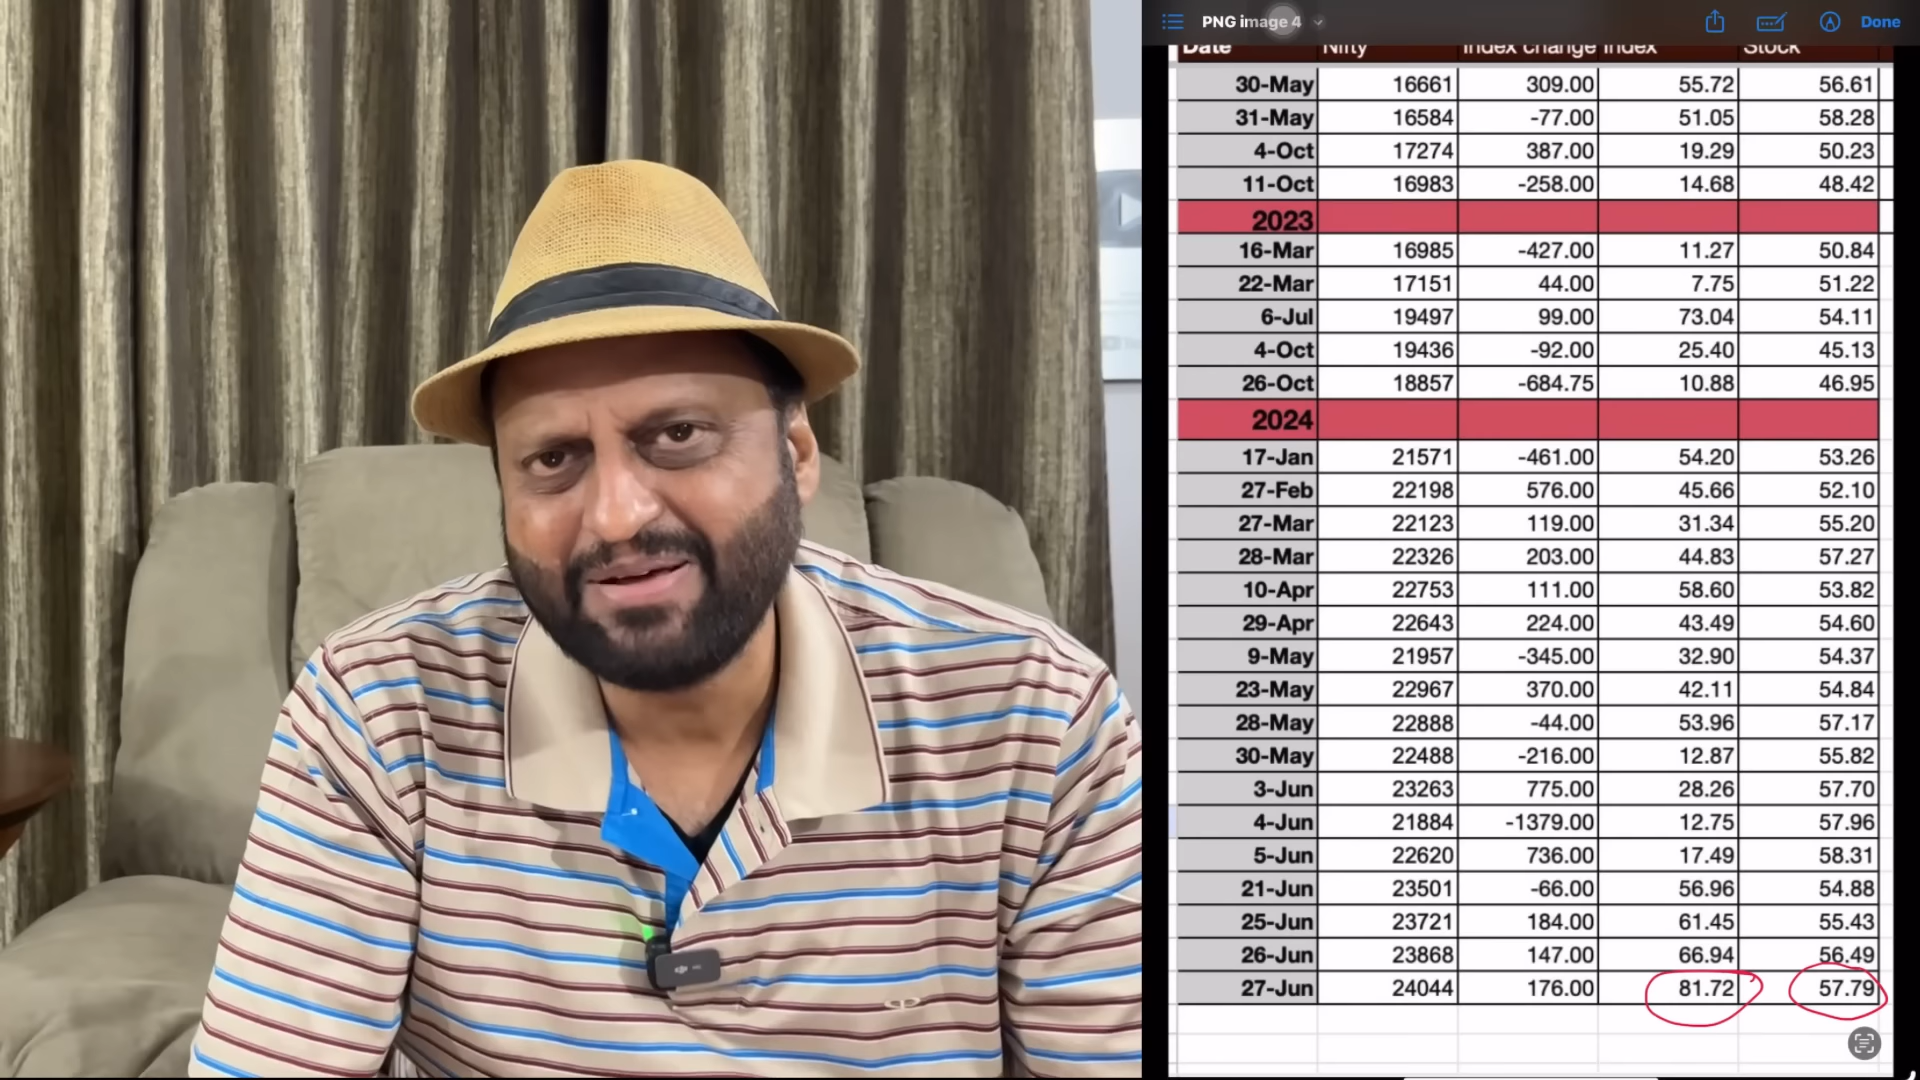 PNG image 4
Done
Date Nifty Index change Index Stock
30-May 16661 309.00 55.72 56.61
31-May 16584 -77.00 51.05 58.28
4-Oct 17274 387.00 19.29 50.23
11-Oct 16983 -258.00 14.68 48.42
2023
16-Mar 16985 -427.00 11.27 50.84
22-Mar 17151 44.00 7.75 51.22
6-Jul 19497 99.00 73.04 54.11
4-Oct 19436 -92.00 25.40 45.13
26-Oct 18857 -684.75 10.88 46.95
2024
17-Jan 21571 -461.00 54.20 53.26
27-Feb 22198 576.00 45.66 52.10
27-Mar 22123 119.00 31.34 55.20
28-Mar 22326 203.00 44.83 57.27
10-Apr 22753 111.00 58.60 53.82
29-Apr 22643 224.00 43.49 54.60
9-May 21957 -345.00 32.90 54.37
23-May 22967 370.00 42.11 54.84
28-May 22888 -44.00 53.96 57.17
30-May 22488 -216.00 12.87 55.82
3-Jun 23263 775.00 28.26 57.70
4-Jun 21884 -1379.00 12.75 57.96
5-Jun 22620 736.00 17.49 58.31
21-Jun 23501 -66.00 56.96 54.88
25-Jun 23721 184.00 61.45 55.43
26-Jun 23868 147.00 66.94 56.49
27-Jun 24044 176.00 81.72 57.79